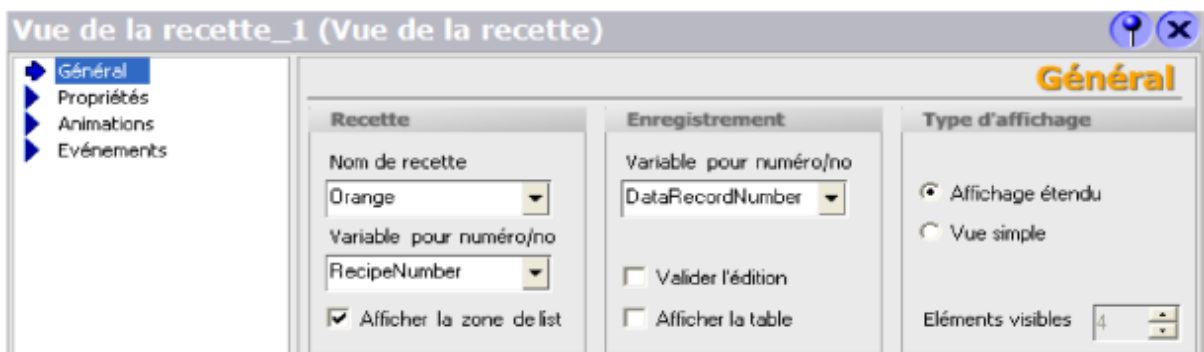 Vue de la recette_1 (Vue de la recette)
Général
Propriétés
Animations
Evénements
Général
Recette
Nom de recette
Orange
Variable pour numéro/no
RecipeNumber
Afficher la zone de list
Enregistrement
Variable pour numéro/no
DataRecordNumber
Valider l'édition
Afficher la table
Type d'affichage
Affichage étendu
Vue simple
Eléments visibles 4